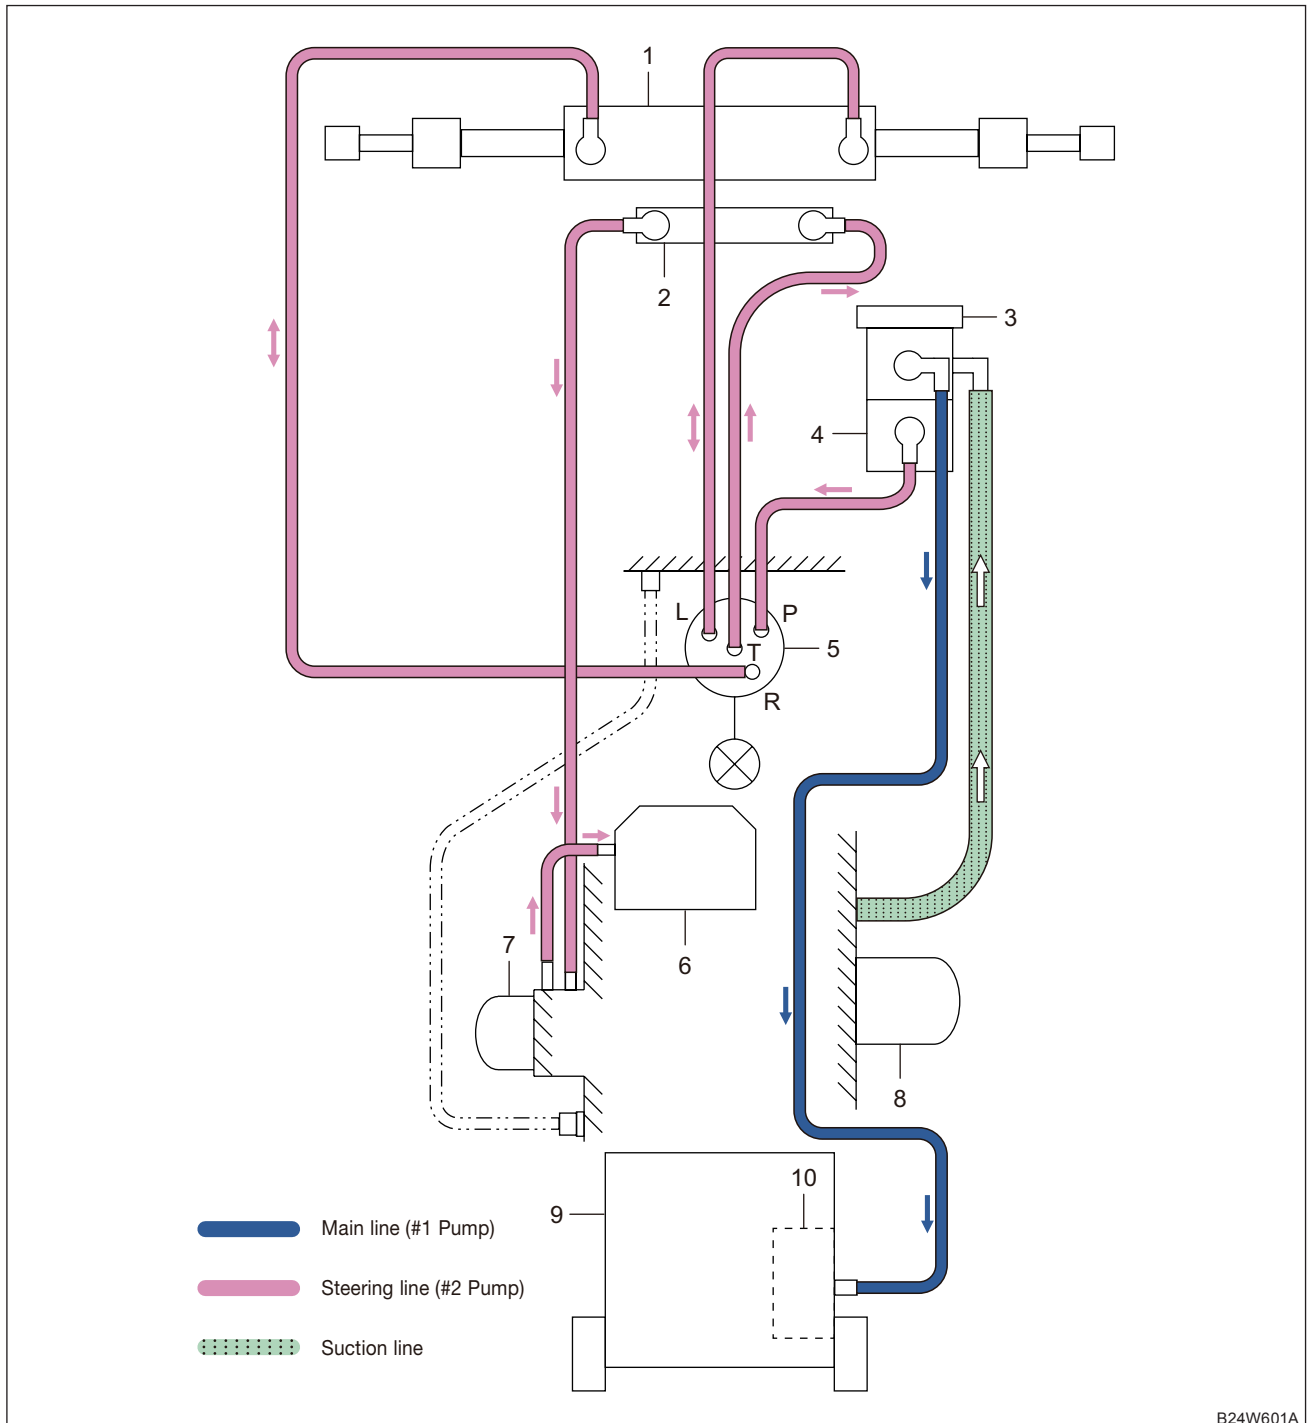 1
2
3
4
L
P
T
5
R
6
7
8
10
9
Main line (#1 Pump)
Steering line (#2 Pump)
Suction line
B24W601A